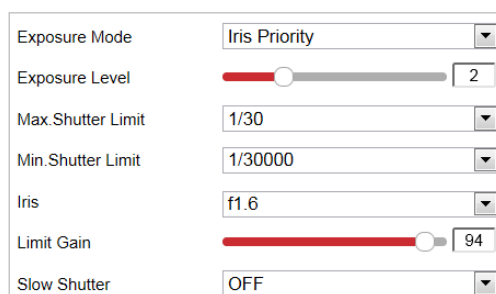 Exposure Mode Iris Priority
Exposure Level 2
Max.Shutter Limit 1/30
Min.Shutter Limit 1/30000
Iris f1.6
Limit Gain 94
Slow Shutter OFF